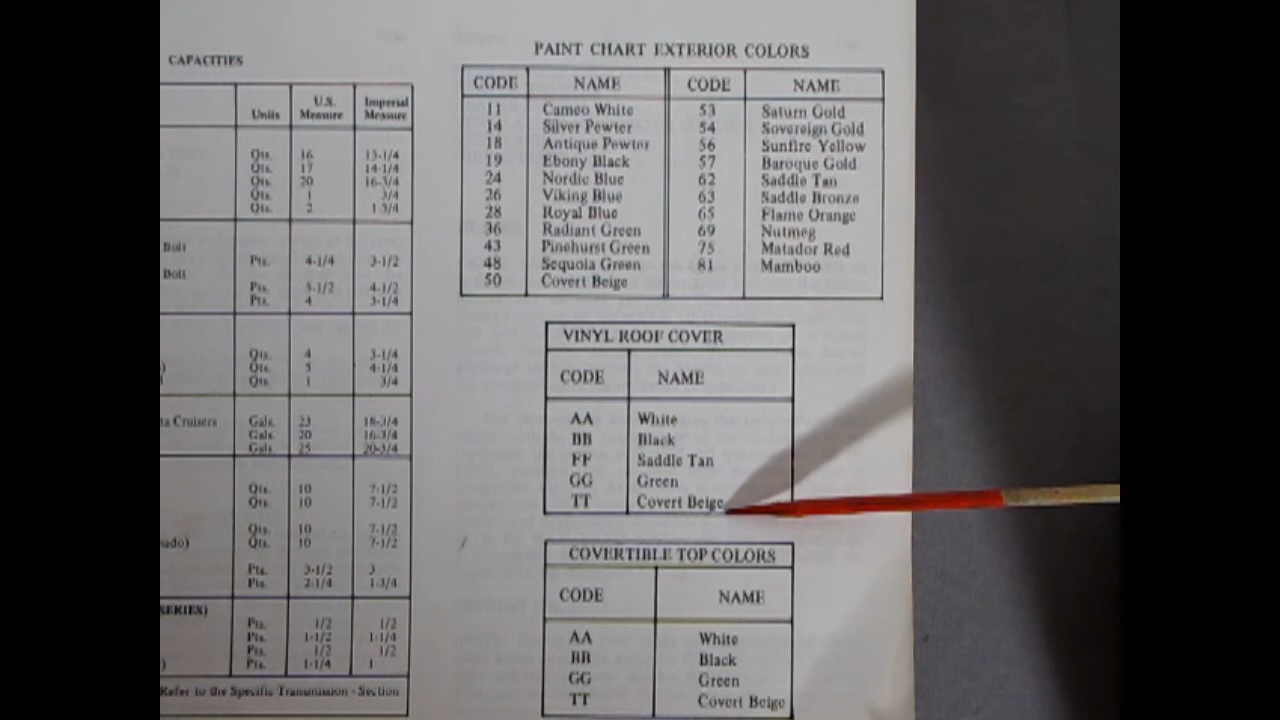 CAPACITIES
Units U.S. Measure Imperial Measure
Qts. 16 13-1/4
Qts. 17 14-1/4
Qts. 20 16-3/4
Qts. 1 3/4
Qts. 2 1-3/4
Bolt
Pts. 4-1/4 3-1/2
Bolt
Pts. 5-1/2 4-1/2
Pts. 4 3-1/4
Qts. 4 3-1/4
) Qts. 5 4-1/4
Qts. 1 3/4
ta Cruisers Gals. 23 18-3/4
Gals. 20 16-3/4
Gals. 25 20-3/4
Qts. 10 7-1/2
Qts. 10 7-1/2
Qts. 10 7-1/2
ado) Qts. 10 7-1/2
Pts. 3-1/2 3
Pts. 2-1/4 1-3/4
SERIES)
Pts. 1/2 1/2
Pts. 1-1/2 1-1/4
Pts. 1/2 1/2
) Pts. 1-1/4 1
Refer to the Specific Transmission - Section
PAINT CHART EXTERIOR COLORS
CODE NAME CODE NAME
11 Cameo White 53 Saturn Gold
14 Silver Pewter 54 Sovereign Gold
18 Antique Pewter 56 Sunfire Yellow
19 Ebony Black 57 Baroque Gold
24 Nordic Blue 62 Saddle Tan
26 Viking Blue 63 Saddle Bronze
28 Royal Blue 65 Flame Orange
36 Radiant Green 69 Nutmeg
43 Pinehurst Green 75 Matador Red
48 Sequoia Green 81 Mamboo
50 Covert Beige
VINYL ROOF COVER
CODE NAME
AA White
BB Black
FF Saddle Tan
GG Green
TT Covert Beige
COVERTIBLE TOP COLORS
CODE NAME
AA White
BB Black
GG Green
TT Covert Beige